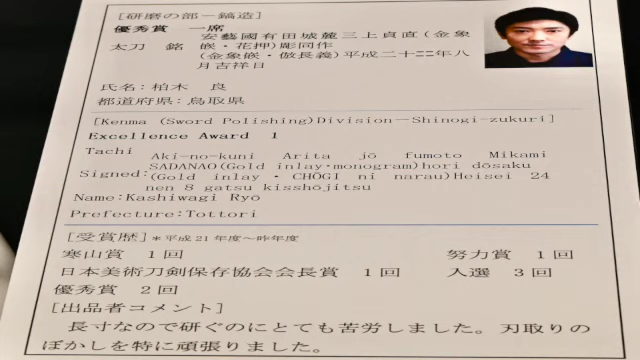 [研磨の部－鎬造]
優秀賞　一席
安藝國有田城麓三上貞直(金象
太刀　銘　嵌・花押)彫同作
(金象嵌・倣長義)平成二十二二年八
月吉祥日
氏名：柏木　良
都道府県：鳥取県
[Kenma (Sword Polishing)Division－Shinogi-zukuri]
Excellence Award 1
Tachi
Aki-no-kuni Arita jō fumoto Mikami
SADANAO(Gold inlay・monogram)hori dōsaku
Signed:(Gold inlay・CHŌGI ni narau)Heisei 24
nen 8 gatsu kisshōjitsu
Name:Kashiwagi Ryō
Prefecture:Tottori
[受賞歴]＊平成21年度～昨年度
寒山賞　1回　努力賞　1回
日本美術刀剣保存協会会長賞　1回　入選　3回
優秀賞　2回
[出品者コメント]
長寸なので研ぐのにとても苦労しました。刃取りの
ぼかしを特に頑張りました。